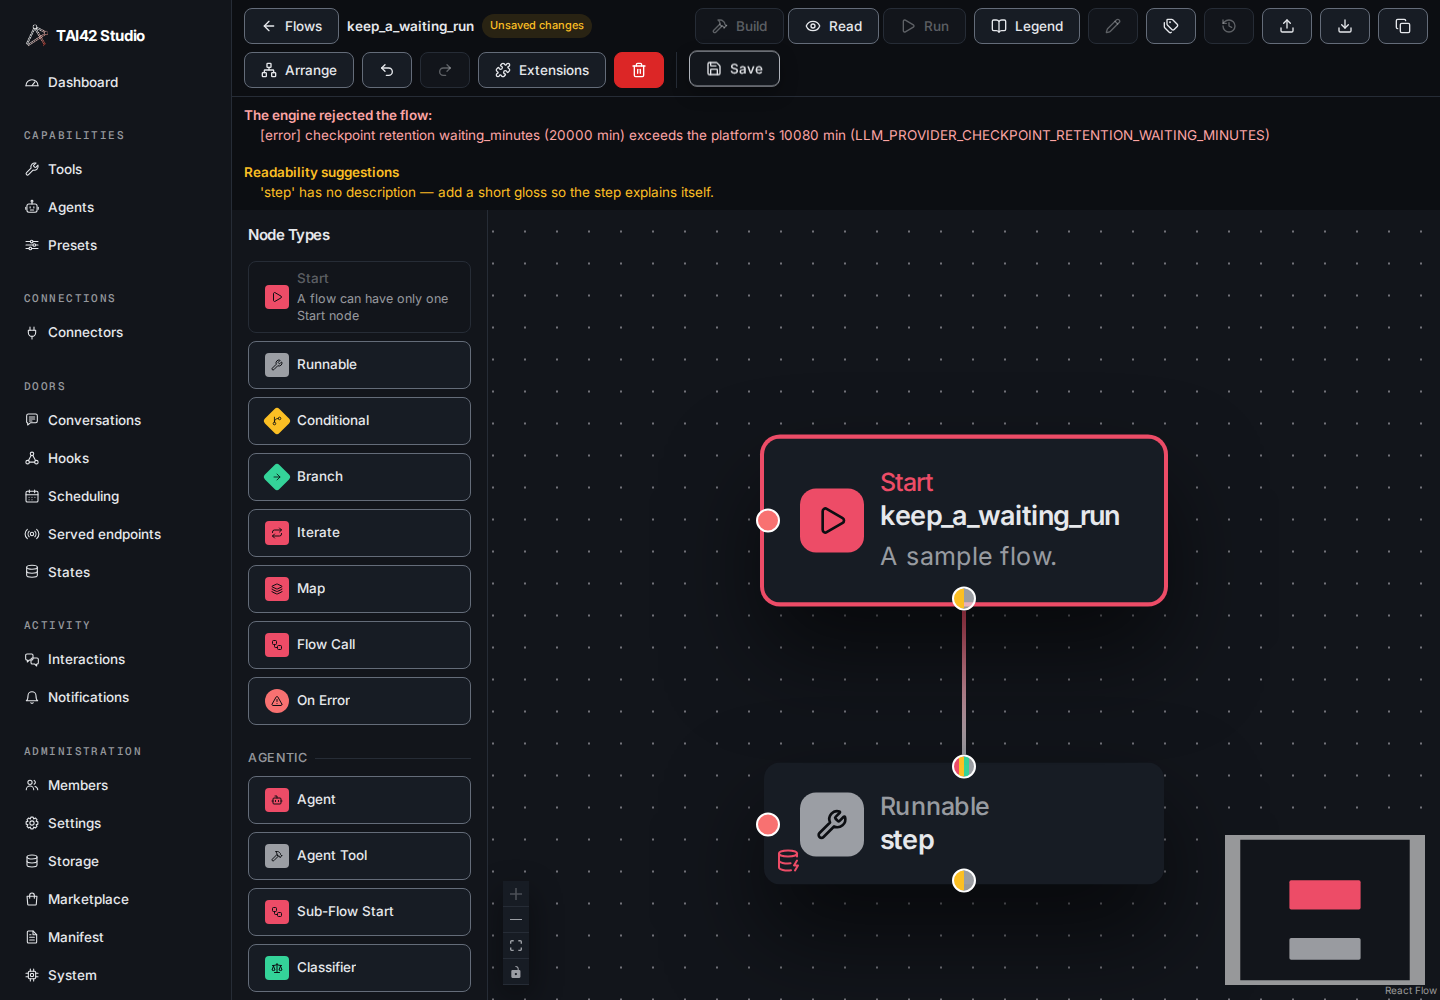 TAI42 Studio
Dashboard
CAPABILITIES
Tools
Agents
Presets
CONNECTIONS
Connectors
DOORS
Conversations
Hooks
Scheduling
Served endpoints
States
ACTIVITY
Interactions
Notifications
ADMINISTRATION
Members
Settings
Storage
Marketplace
Manifest
System
Flows
keep_a_waiting_run
Unsaved changes
Build
Read
Run
Legend
Arrange
Extensions
Save
The engine rejected the flow:
[error] checkpoint retention waiting_minutes (20000 min) exceeds the platform's 10080 min (LLM_PROVIDER_CHECKPOINT_RETENTION_WAITING_MINUTES)
Readability suggestions
'step' has no description — add a short gloss so the step explains itself.
Node Types
Start
A flow can have only one
Start node
Runnable
Conditional
Branch
Iterate
Map
Flow Call
On Error
AGENTIC
Agent
Agent Tool
Sub-Flow Start
Classifier
Start
keep_a_waiting_run
A sample flow.
Runnable
step
React Flow